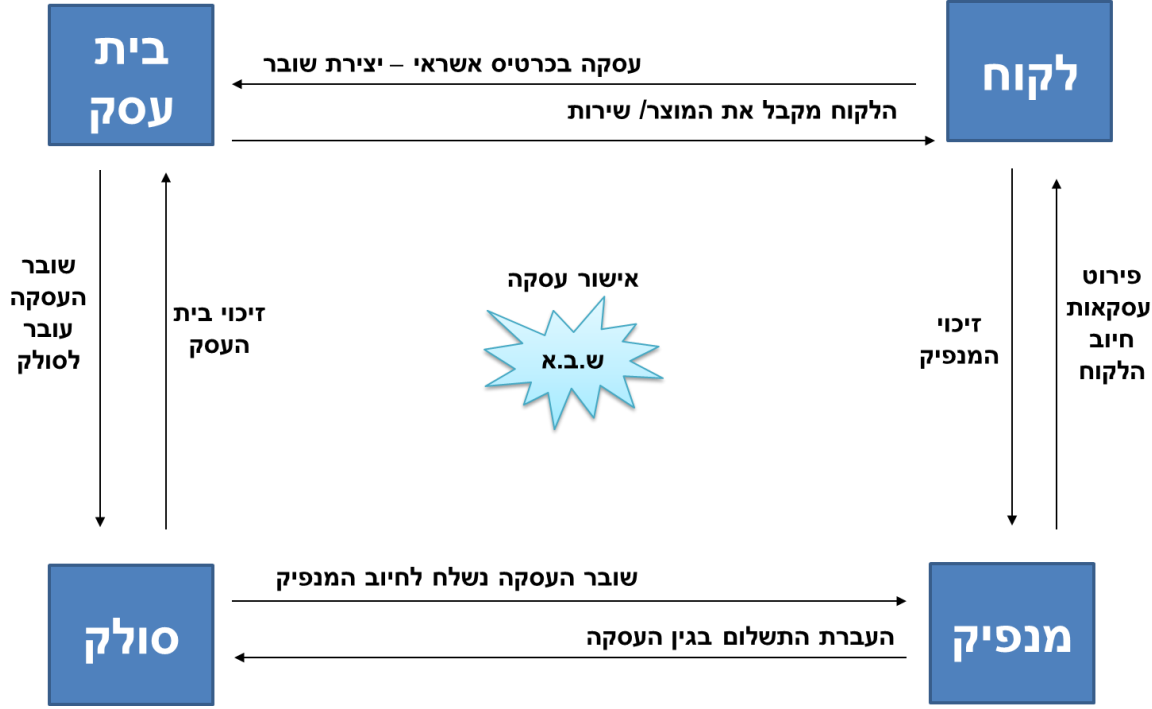 לקוח
עסקה בכרטיס אשראי – יצירת שובר
הלקוח מקבל את המוצר/ שירות
בית
עסק
פירוט
עסקאות
חיוב
הלקוח
זיכוי
המנפיק
אישור עסקה
ש.ב.א
זיכוי בית
העסק
שובר
העסקה
עובר
לסולק
מנפיק
שובר העסקה נשלח לחיוב המנפיק
העברת התשלום בגין העסקה
סולק